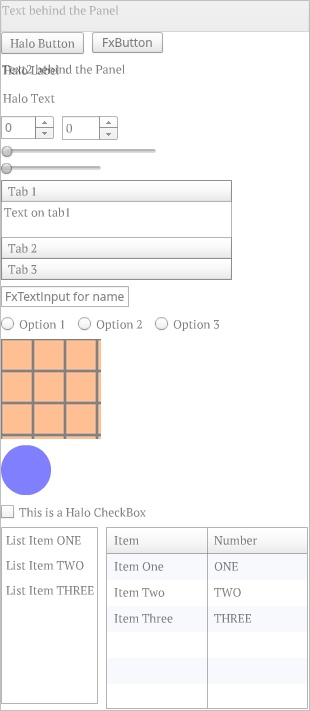 Text behind the Panel
Halo Button FxButton
Text2 behind the Panel
Halo Label
Halo Text
0 0
Tab 1
Text on tab1
Tab 2
Tab 3
FxTextInput for name
Option 1 Option 2 Option 3
This is a Halo CheckBox
List Item ONE
List Item TWO
List Item THREE
Item Number
Item One ONE
Item Two TWO
Item Three THREE